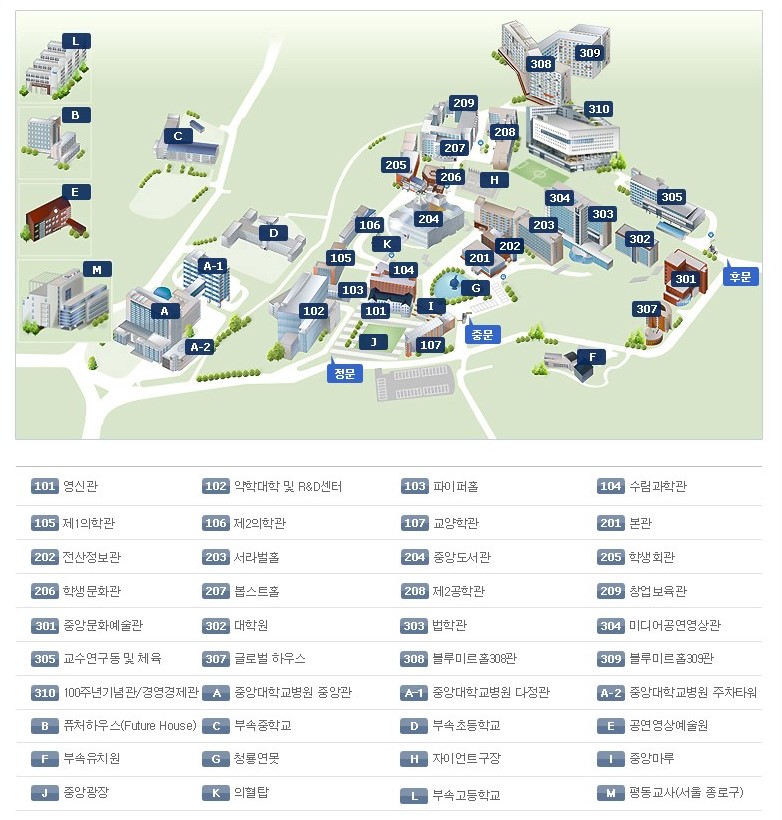 L
B
E
M
C
D
A-1
A
A-2
308
309
310
209
208
207
205
206
H
204
106
K
105
104
103
101
102
I
J
107
G
201
202
203
304
303
302
305
301
307
F
정문
중문
후문
101 영신관 102 약학대학 및 R&D센터 103 파이퍼홀 104 수림과학관
105 제1의학관 106 제2의학관 107 교양학관 201 본관
202 전산정보관 203 서라벌홀 204 중앙도서관 205 학생회관
206 학생문화관 207 봅스트홀 208 제2공학관 209 창업보육관
301 중앙문화예술관 302 대학원 303 법학관 304 미디어공연영상관
305 교수연구동 및 체육 307 글로벌 하우스 308 블루미르홀308관 309 블루미르홀309관
310 100주년기념관/경영경제관 A 중앙대학교병원 중앙관 A-1 중앙대학교병원 다정관 A-2 중앙대학교병원 주차타워
B 퓨처하우스(Future House) C 부속중학교 D 부속초등학교 E 공연영상예술원
F 부속유치원 G 청룡연못 H 자이언트구장 I 중앙마루
J 중앙광장 K 의혈탑 L 부속고등학교 M 평동교사(서울 종로구)